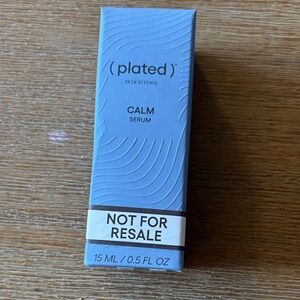 ( plated )
SKIN SCIENCE
CALM
SERUM
NOT FOR
RESALE
15 ML / 0.5 FL OZ